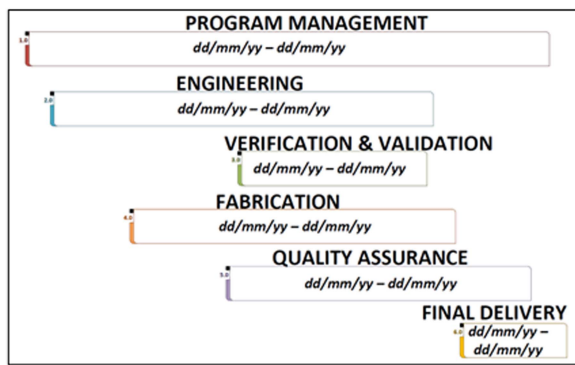 PROGRAM MANAGEMENT
1.0
dd/mm/yy – dd/mm/yy
ENGINEERING
2.0
dd/mm/yy – dd/mm/yy
VERIFICATION & VALIDATION
3.0
dd/mm/yy – dd/mm/yy
FABRICATION
4.0
dd/mm/yy – dd/mm/yy
QUALITY ASSURANCE
5.0
dd/mm/yy – dd/mm/yy
FINAL DELIVERY
6.0
dd/mm/yy –
dd/mm/yy